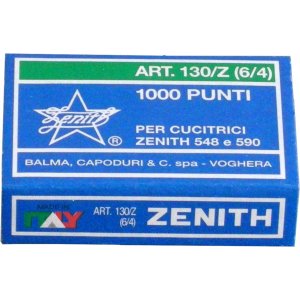 ART. 130/Z (6/4)
1000 PUNTI
Zenith
®
PER CUCITRICI
ZENITH 548 e 590
BALMA, CAPODURI & C. spa - VOGHERA
MADE IN
ITALY
ART. 130/Z
(6/4)
ZENITH